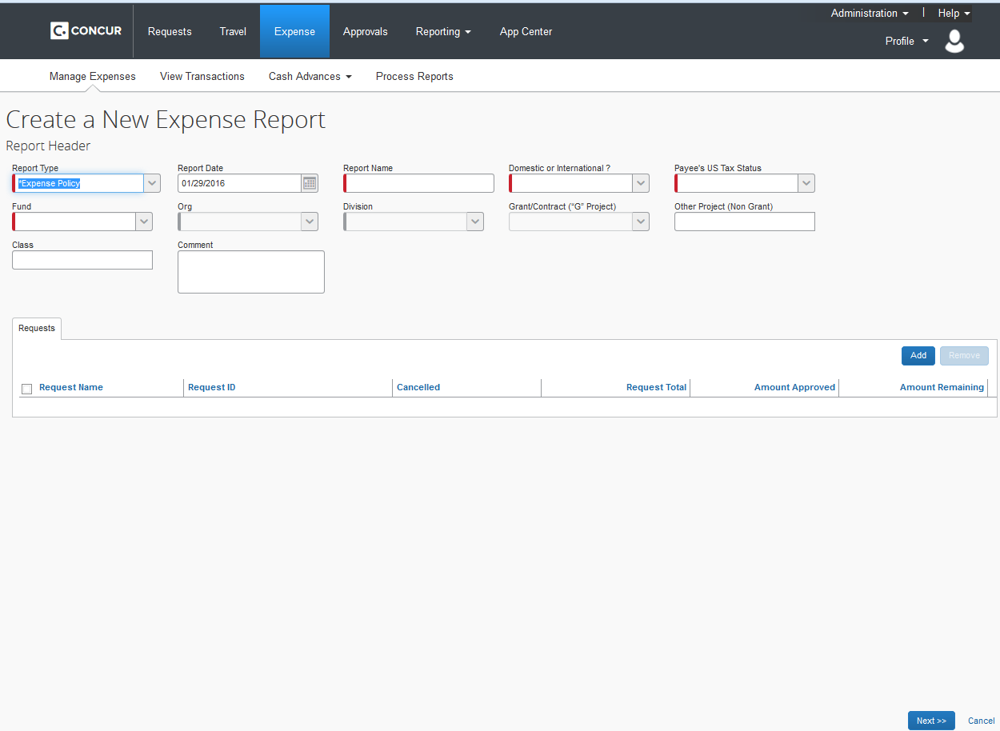 Administration | Help
C. CONCUR Requests Travel Expense Approvals Reporting App Center
Profile
Manage Expenses View Transactions Cash Advances Process Reports
Create a New Expense Report
Report Header
Report Type Report Date Report Name Domestic or International ? Payee's US Tax Status
*Expense Policy 01/29/2016
Fund Org Division Grant/Contract (“G” Project) Other Project (Non Grant)
Class Comment
Requests
Add Remove
Request Name Request ID Cancelled Request Total Amount Approved Amount Remaining
Next >> Cancel